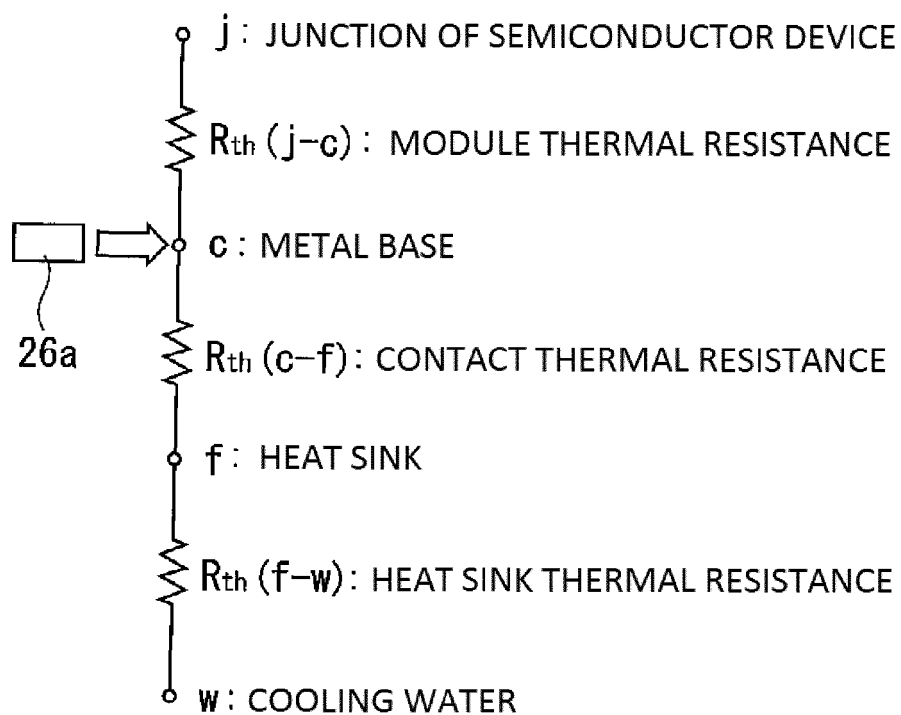 j: JUNCTION OF SEMICONDUCTOR DEVICE
Rth (j-c): MODULE THERMAL RESISTANCE
c: METAL BASE
26a
Rth (c-f): CONTACT THERMAL RESISTANCE
f: HEAT SINK
Rth (f-w): HEAT SINK THERMAL RESISTANCE
w: COOLING WATER